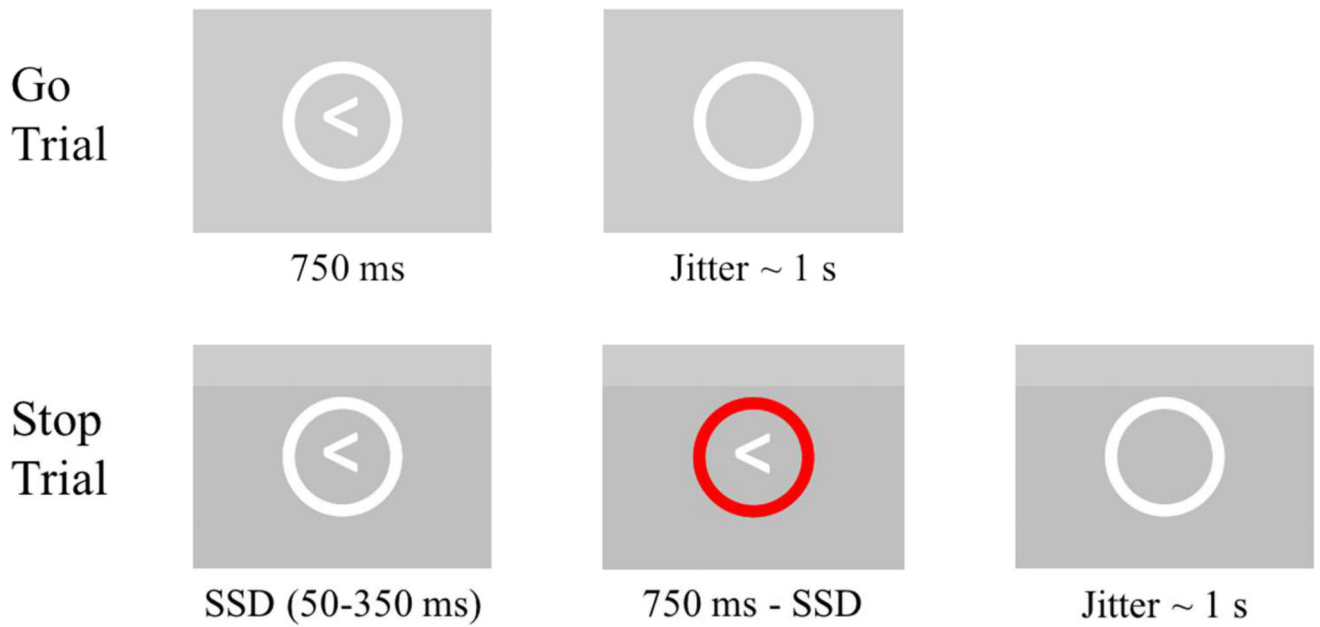 Go
Trial
<
750 ms
Jitter ~ 1 s
Stop
Trial
<
<
SSD (50-350 ms)
750 ms - SSD
Jitter ~ 1 s